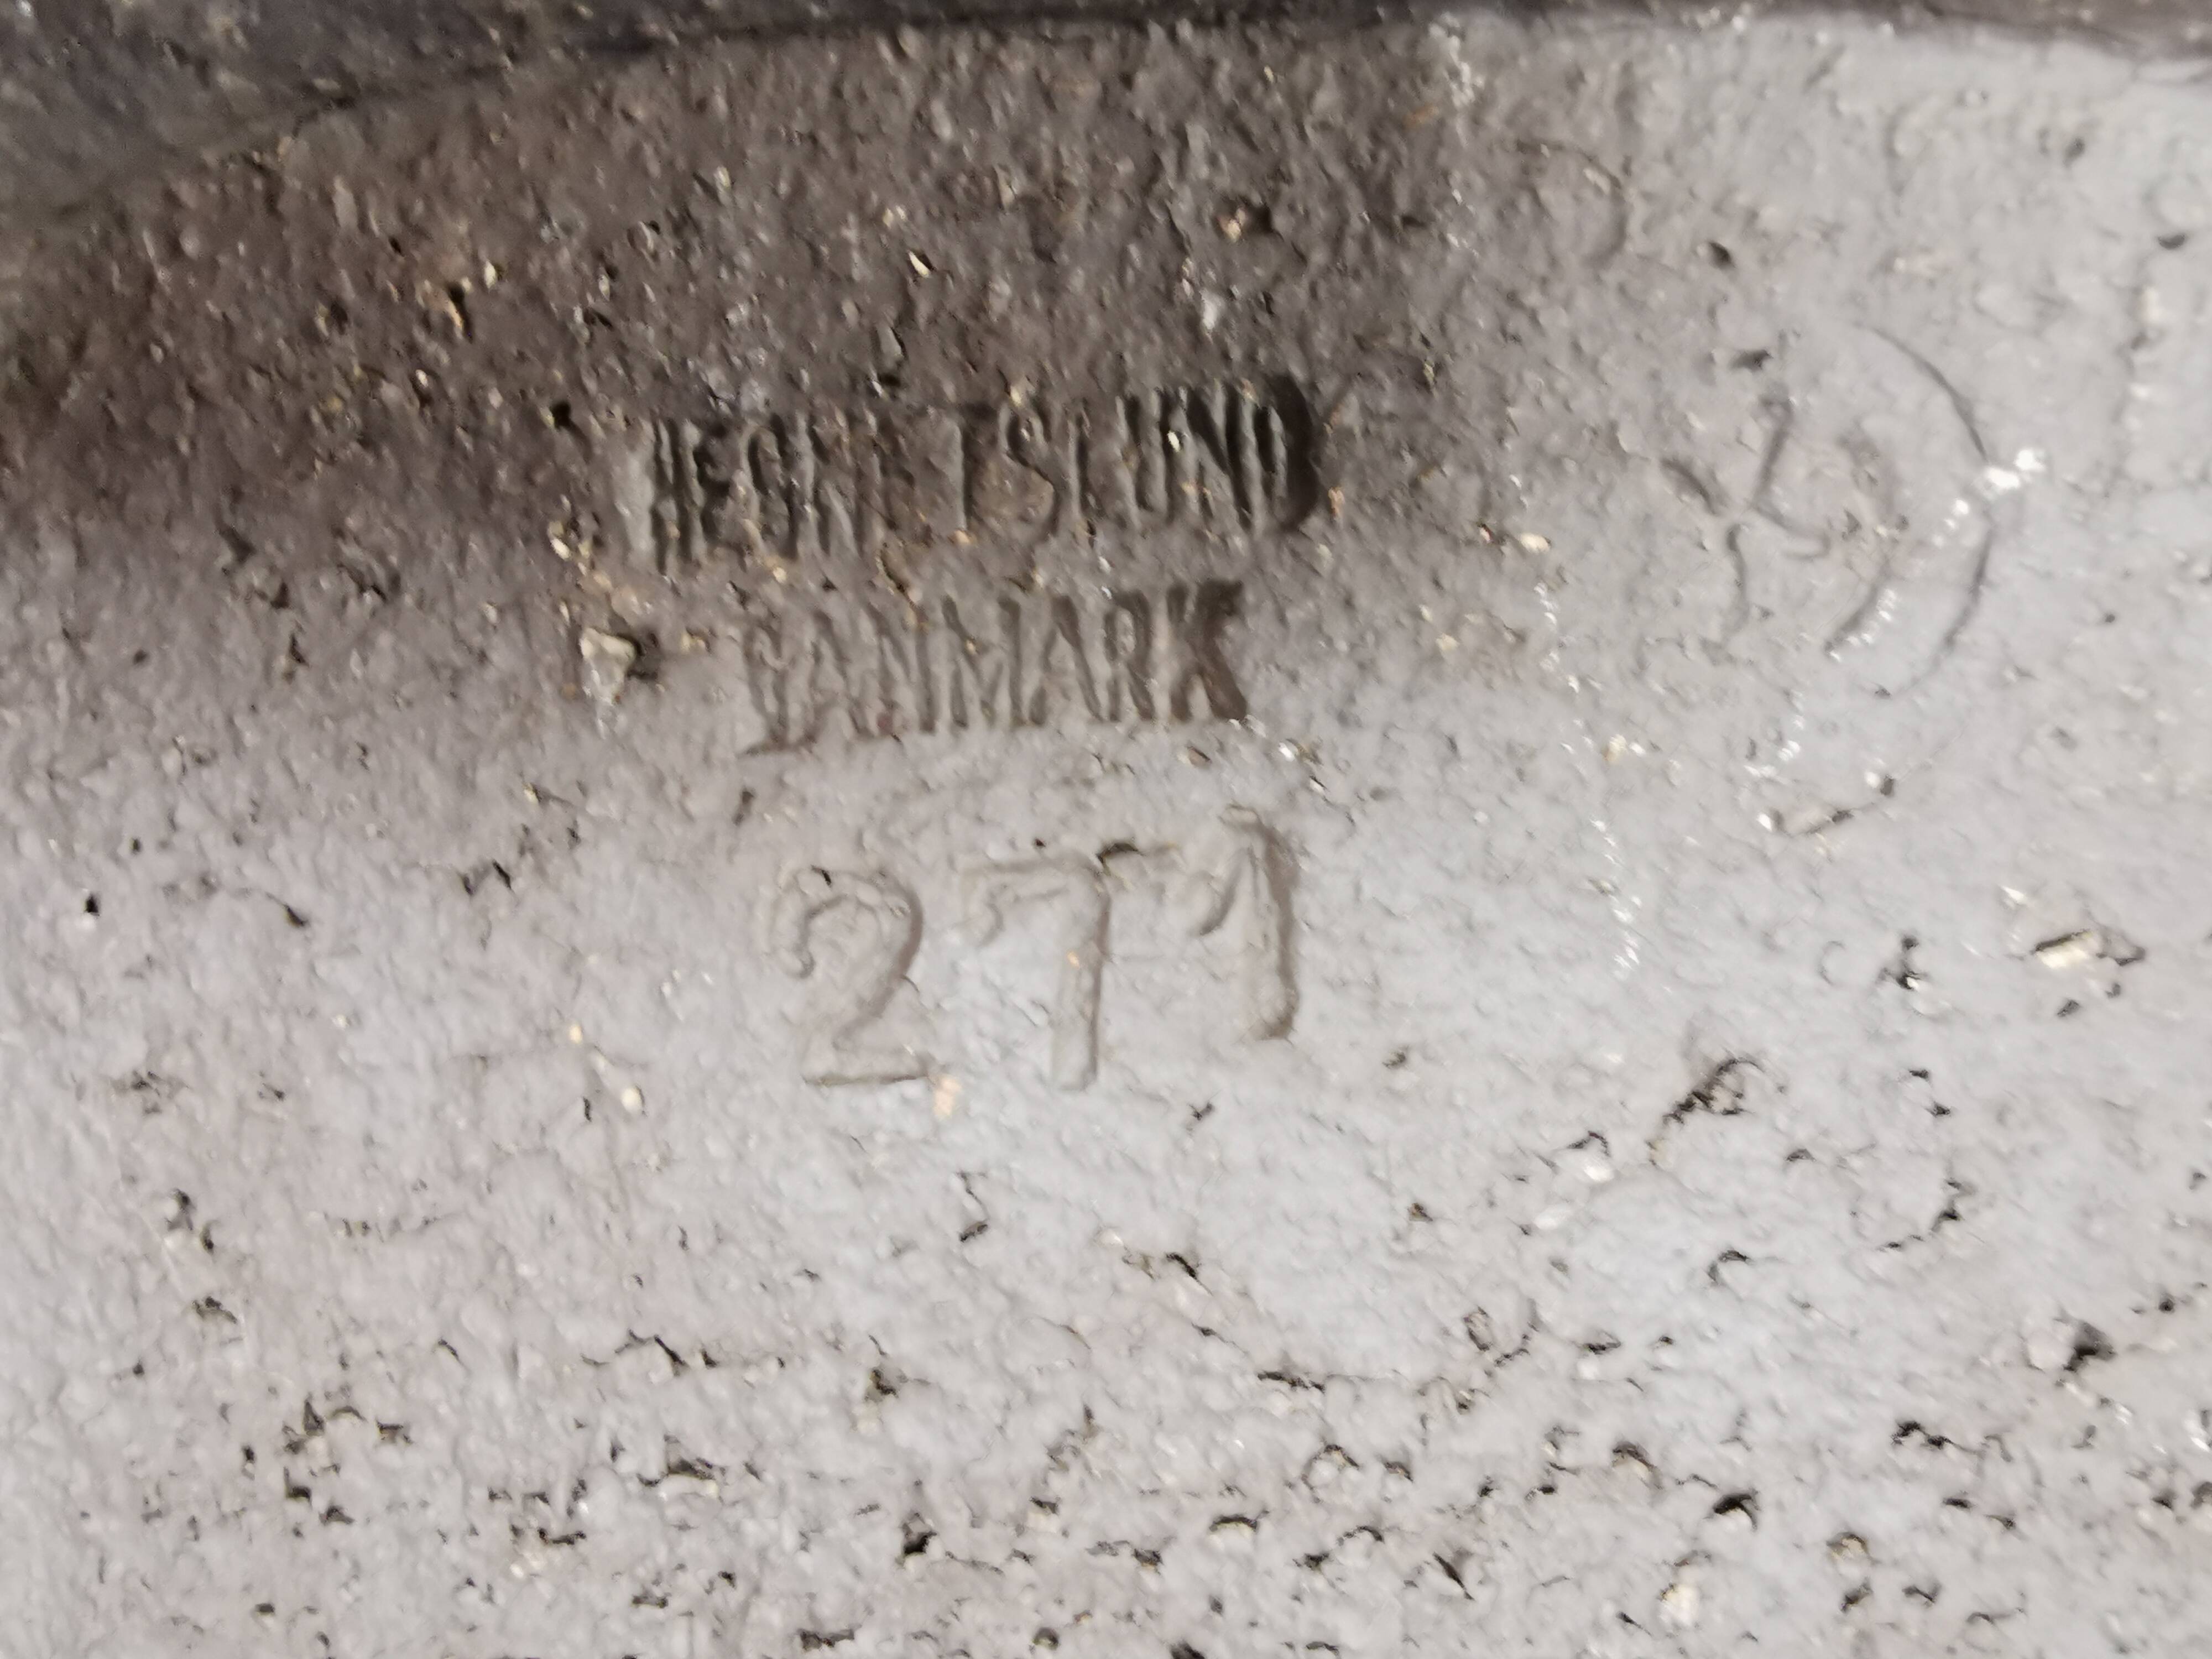 HEGNETSLUND
DANMARK
271